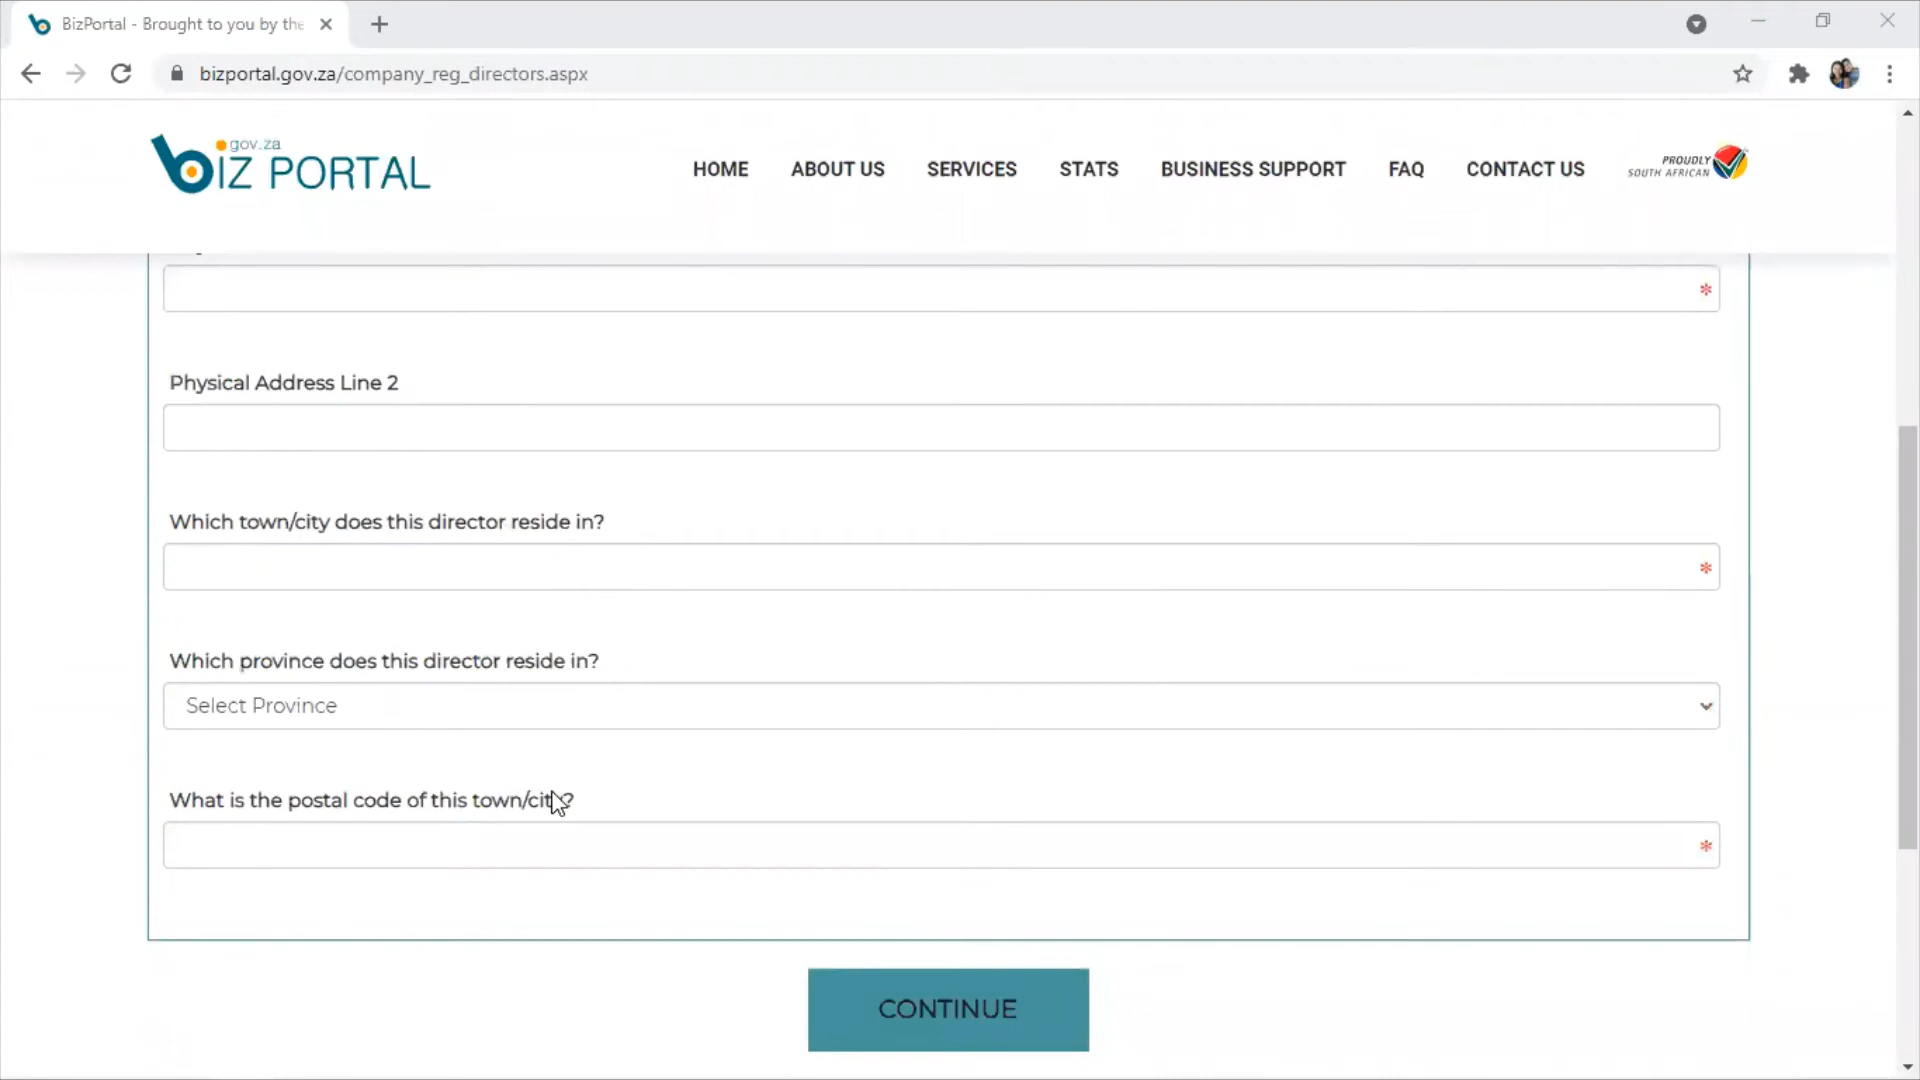 BizPortal - Brought to you by the
bizportal.gov.za/company_reg_directors.aspx
gov.za
biz PORTAL
HOME
ABOUT US
SERVICES
STATS
BUSINESS SUPPORT
FAQ
CONTACT US
PROUDLY
SOUTH AFRICAN
*
Physical Address Line 2
Which town/city does this director reside in?
*
Which province does this director reside in?
Select Province
What is the postal code of this town/city?
*
CONTINUE